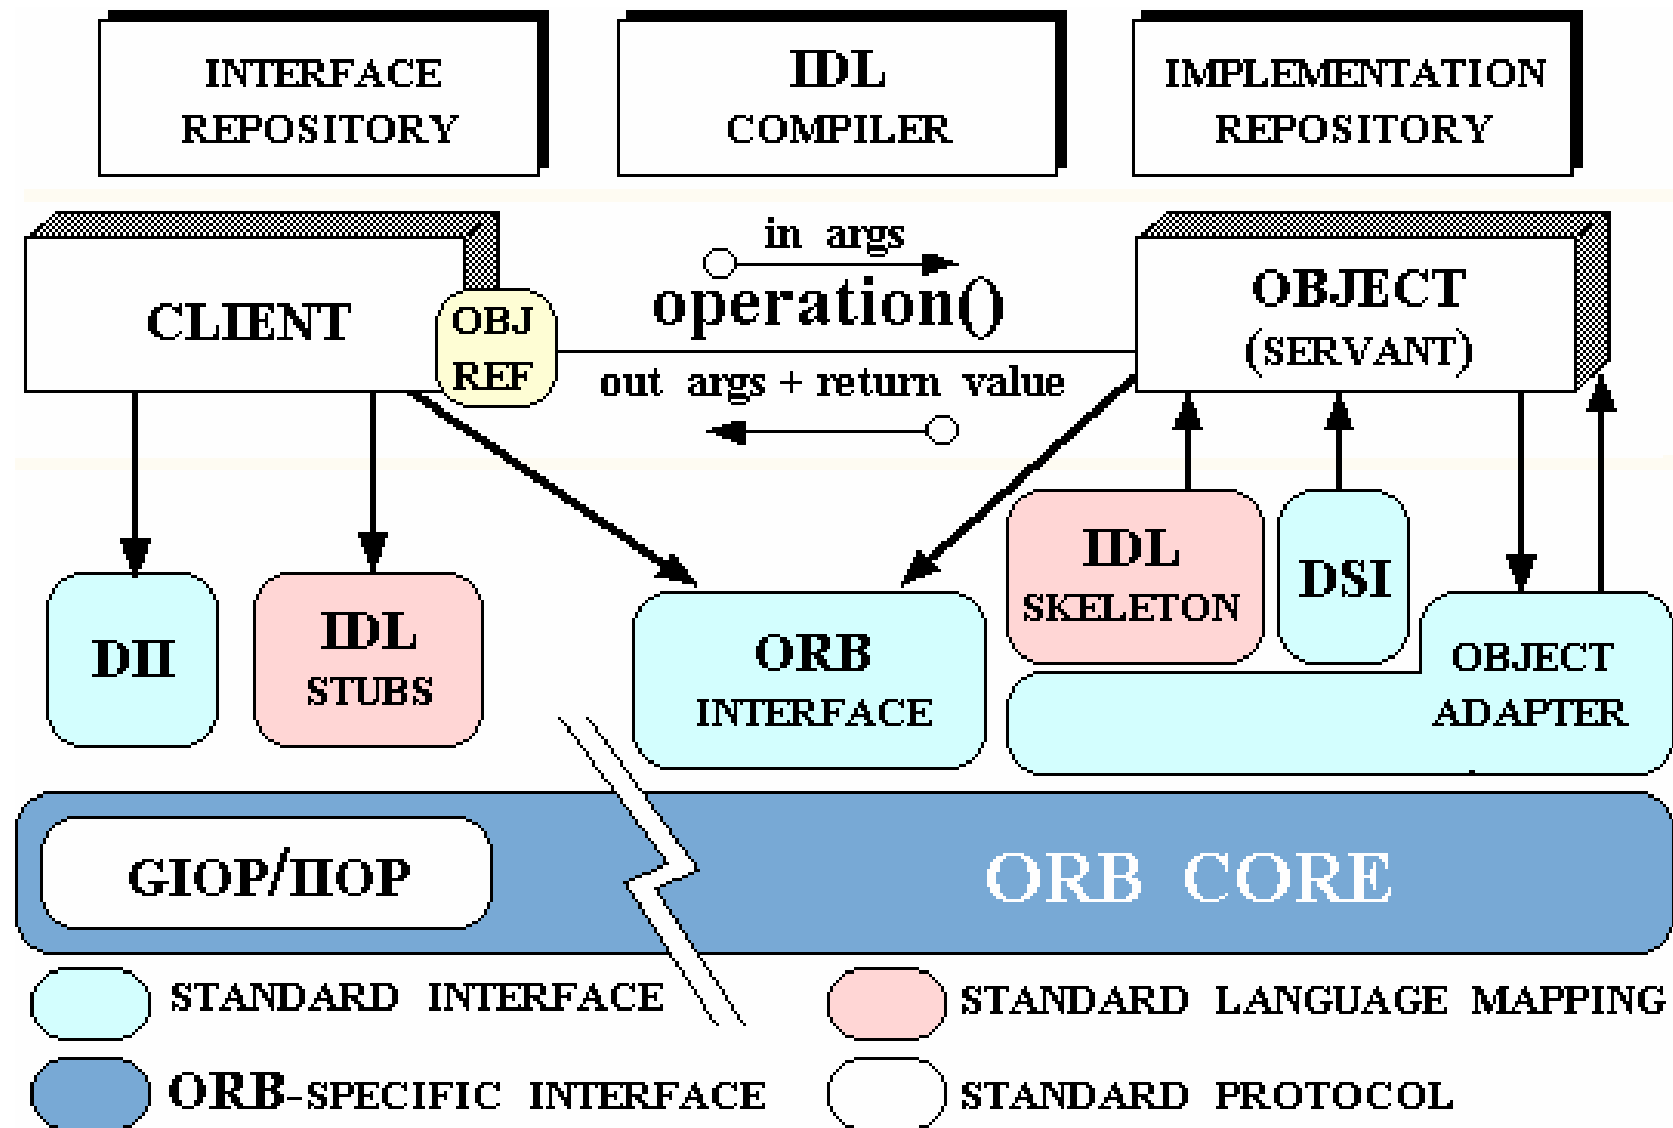 INTERFACE
REPOSITORY
IDL
COMPILER
IMPLEMENTATION
REPOSITORY
CLIENT
OBJ
REF
in args
operation()
out args + return value
OBJECT
(SERVANT)
DII
IDL
STUBS
ORB
INTERFACE
IDL
SKELETON
DSI
OBJECT
ADAPTER
GIOP/IIOP
ORB CORE
STANDARD INTERFACE
STANDARD LANGUAGE MAPPING
ORB-SPECIFIC INTERFACE
STANDARD PROTOCOL